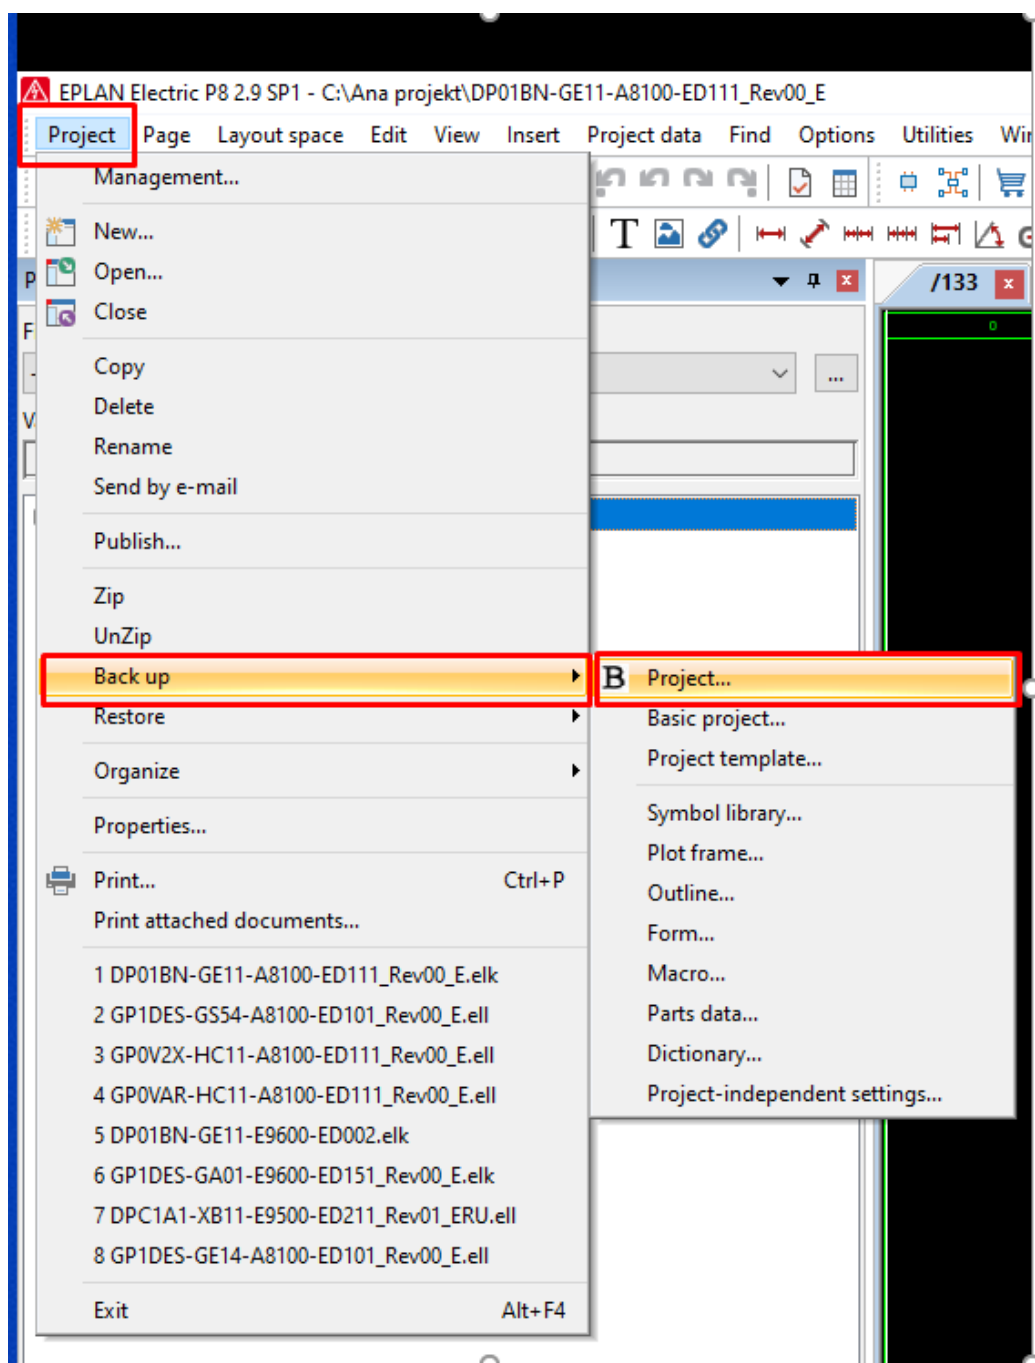 EPLAN Electric P8 2.9 SP1 - C:\Ana projekt\DP01BN-GE11-A8100-ED111_Rev00_E
Project Page Layout space Edit View Insert Project data Find Options Utilities
Management...
New...
Open...
Close
Copy
Delete
Rename
Send by e-mail
Publish...
Zip
UnZip
Back up
Restore
Organize
Properties...
Print... Ctrl+P
Print attached documents...
1 DP01BN-GE11-A8100-ED111_Rev00_E.elk
2 GP1DES-GS54-A8100-ED101_Rev00_E.ell
3 GP0V2X-HC11-A8100-ED111_Rev00_E.ell
4 GP0VAR-HC11-A8100-ED111_Rev00_E.ell
5 DP01BN-GE11-E9600-ED002.elk
6 GP1DES-GA01-E9600-ED151_Rev00_E.elk
7 DPC1A1-XB11-E9500-ED211_Rev01_ERU.ell
8 GP1DES-GE14-A8100-ED101_Rev00_E.ell
Exit Alt+F4
T
/133
0
...
B Project...
Basic project...
Project template...
Symbol library...
Plot frame...
Outline...
Form...
Macro...
Parts data...
Dictionary...
Project-independent settings...